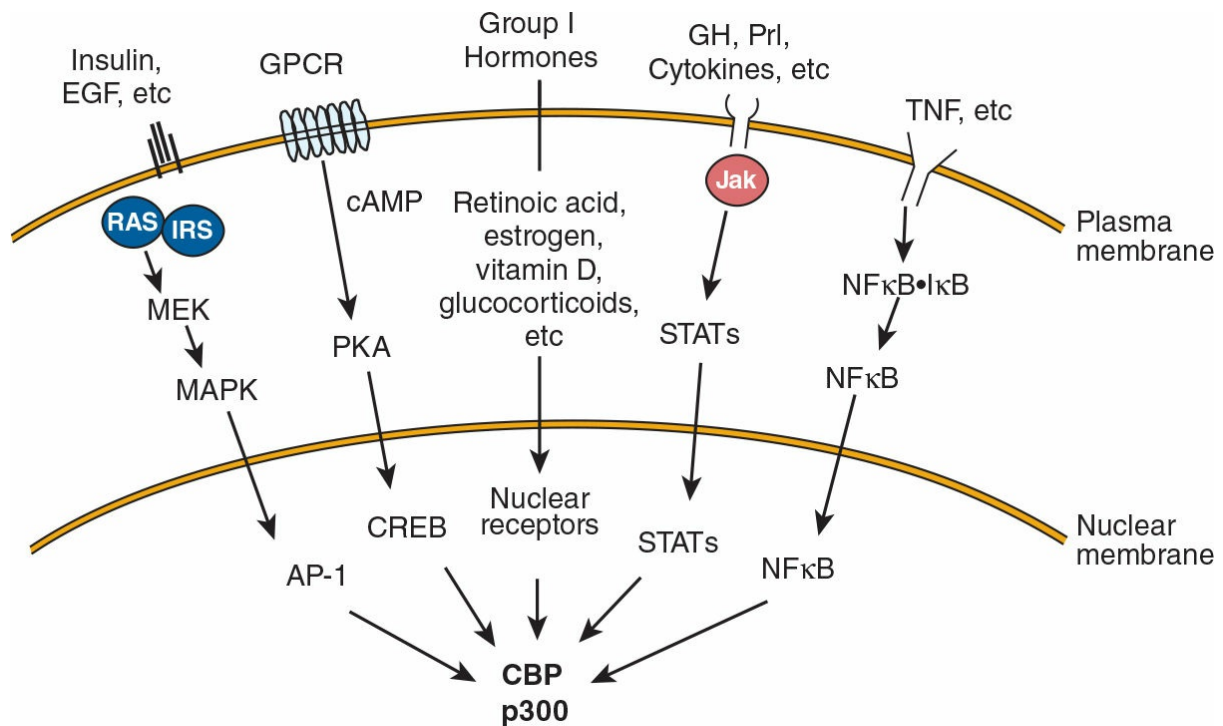 Insulin,
EGF, etc
GPCR
Group I
Hormones
GH, Prl,
Cytokines, etc
TNF, etc
RAS
IRS
cAMP
Retinoic acid,
estrogen,
vitamin D,
glucocorticoids,
etc
Jak
Plasma
membrane
MEK
MAPK
PKA
STATs
NFκB•IκB
NFκB
AP-1
CREB
Nuclear
receptors
STATs
NFκB
Nuclear
membrane
CBP
p300